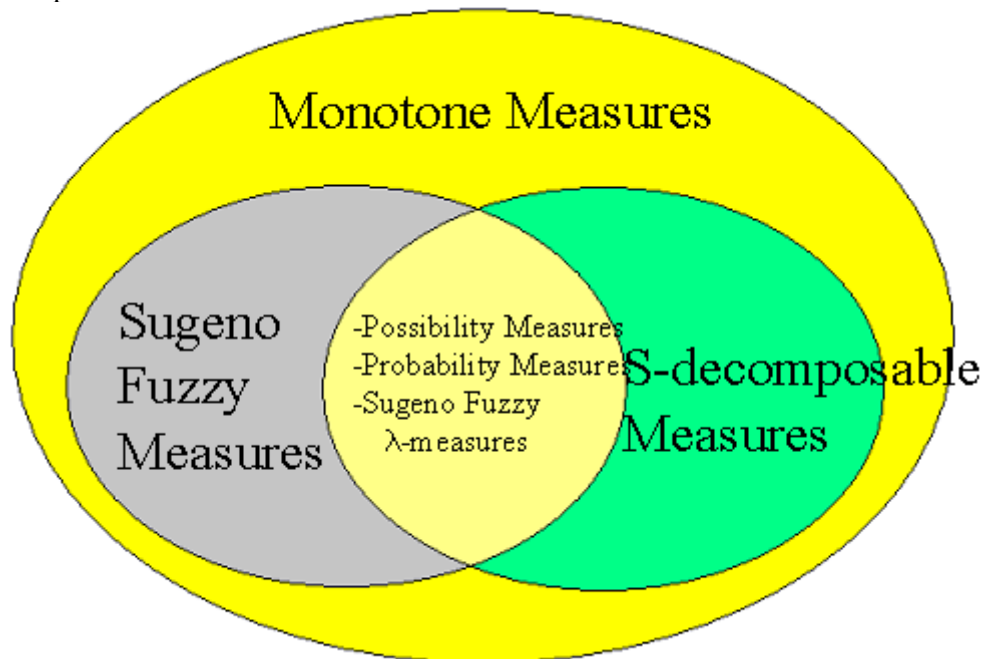 Monotone Measures
Sugeno
Fuzzy
Measures
-Possibility Measures
-Probability Measures
-Sugeno Fuzzy
λ-measures
S-decomposable
Measures